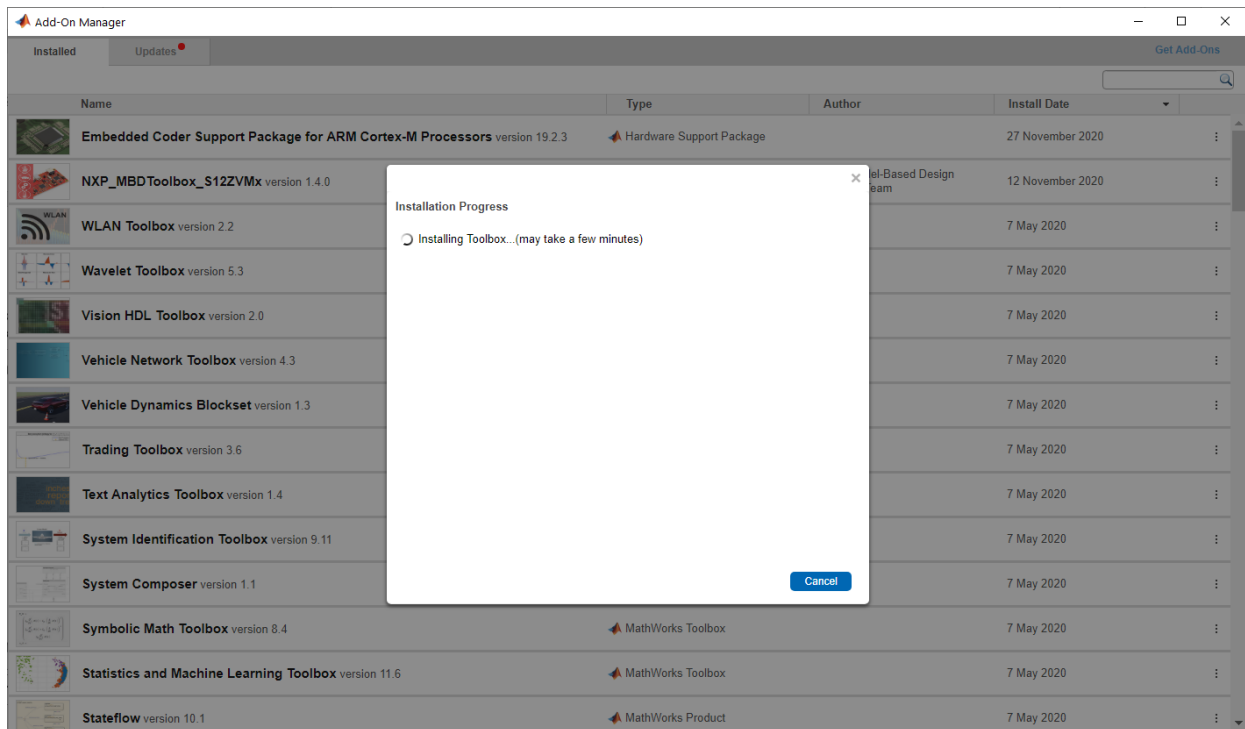 Add-On Manager
Installed
Updates
Get Add-Ons
Name
Type
Author
Install Date
Embedded Coder Support Package for ARM Cortex-M Processors version 19.2.3
Hardware Support Package
27 November 2020
NXP_MBDToolbox_S12ZVMx version 1.4.0
lel-Based Design
eam
12 November 2020
WLAN
WLAN Toolbox version 2.2
7 May 2020
Wavelet Toolbox version 5.3
7 May 2020
Vision HDL Toolbox version 2.0
7 May 2020
Vehicle Network Toolbox version 4.3
7 May 2020
Vehicle Dynamics Blockset version 1.3
7 May 2020
Trading Toolbox version 3.6
7 May 2020
Text Analytics Toolbox version 1.4
7 May 2020
System Identification Toolbox version 9.11
7 May 2020
System Composer version 1.1
7 May 2020
Symbolic Math Toolbox version 8.4
MathWorks Toolbox
7 May 2020
Statistics and Machine Learning Toolbox version 11.6
MathWorks Toolbox
7 May 2020
Stateflow version 10.1
MathWorks Product
7 May 2020
Installation Progress
Installing Toolbox...(may take a few minutes)
Cancel